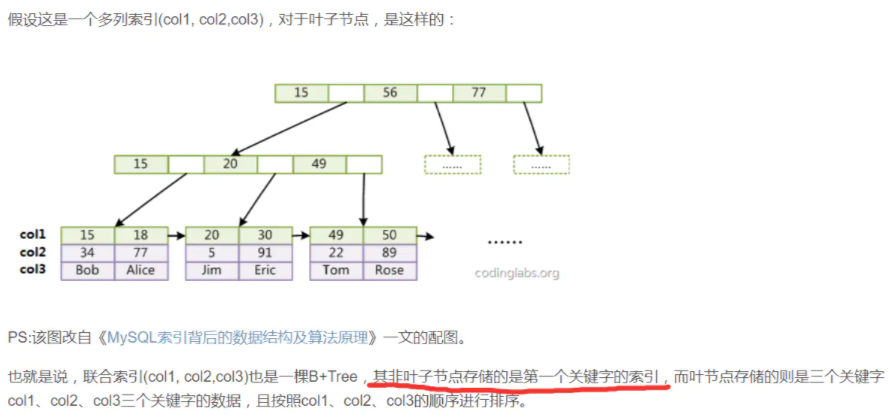 假设这是一个多列索引(col1, col2,col3)，对于叶子节点，是这样的：
15 56 77
15 20 49 …… ……
col1 15 18 20 30 49 50
col2 34 77 5 91 22 89 ……
col3 Bob Alice Jim Eric Tom Rose codinglabs.org
PS:该图改自《MySQL索引背后的数据结构及算法原理》一文的配图。
也就是说，联合索引(col1, col2,col3)也是一棵B+Tree，其非叶子节点存储的是第一个关键字的索引，而叶节点存储的则是三个关键字
col1、col2、col3三个关键字的数据，且按照col1、col2、col3的顺序进行排序。